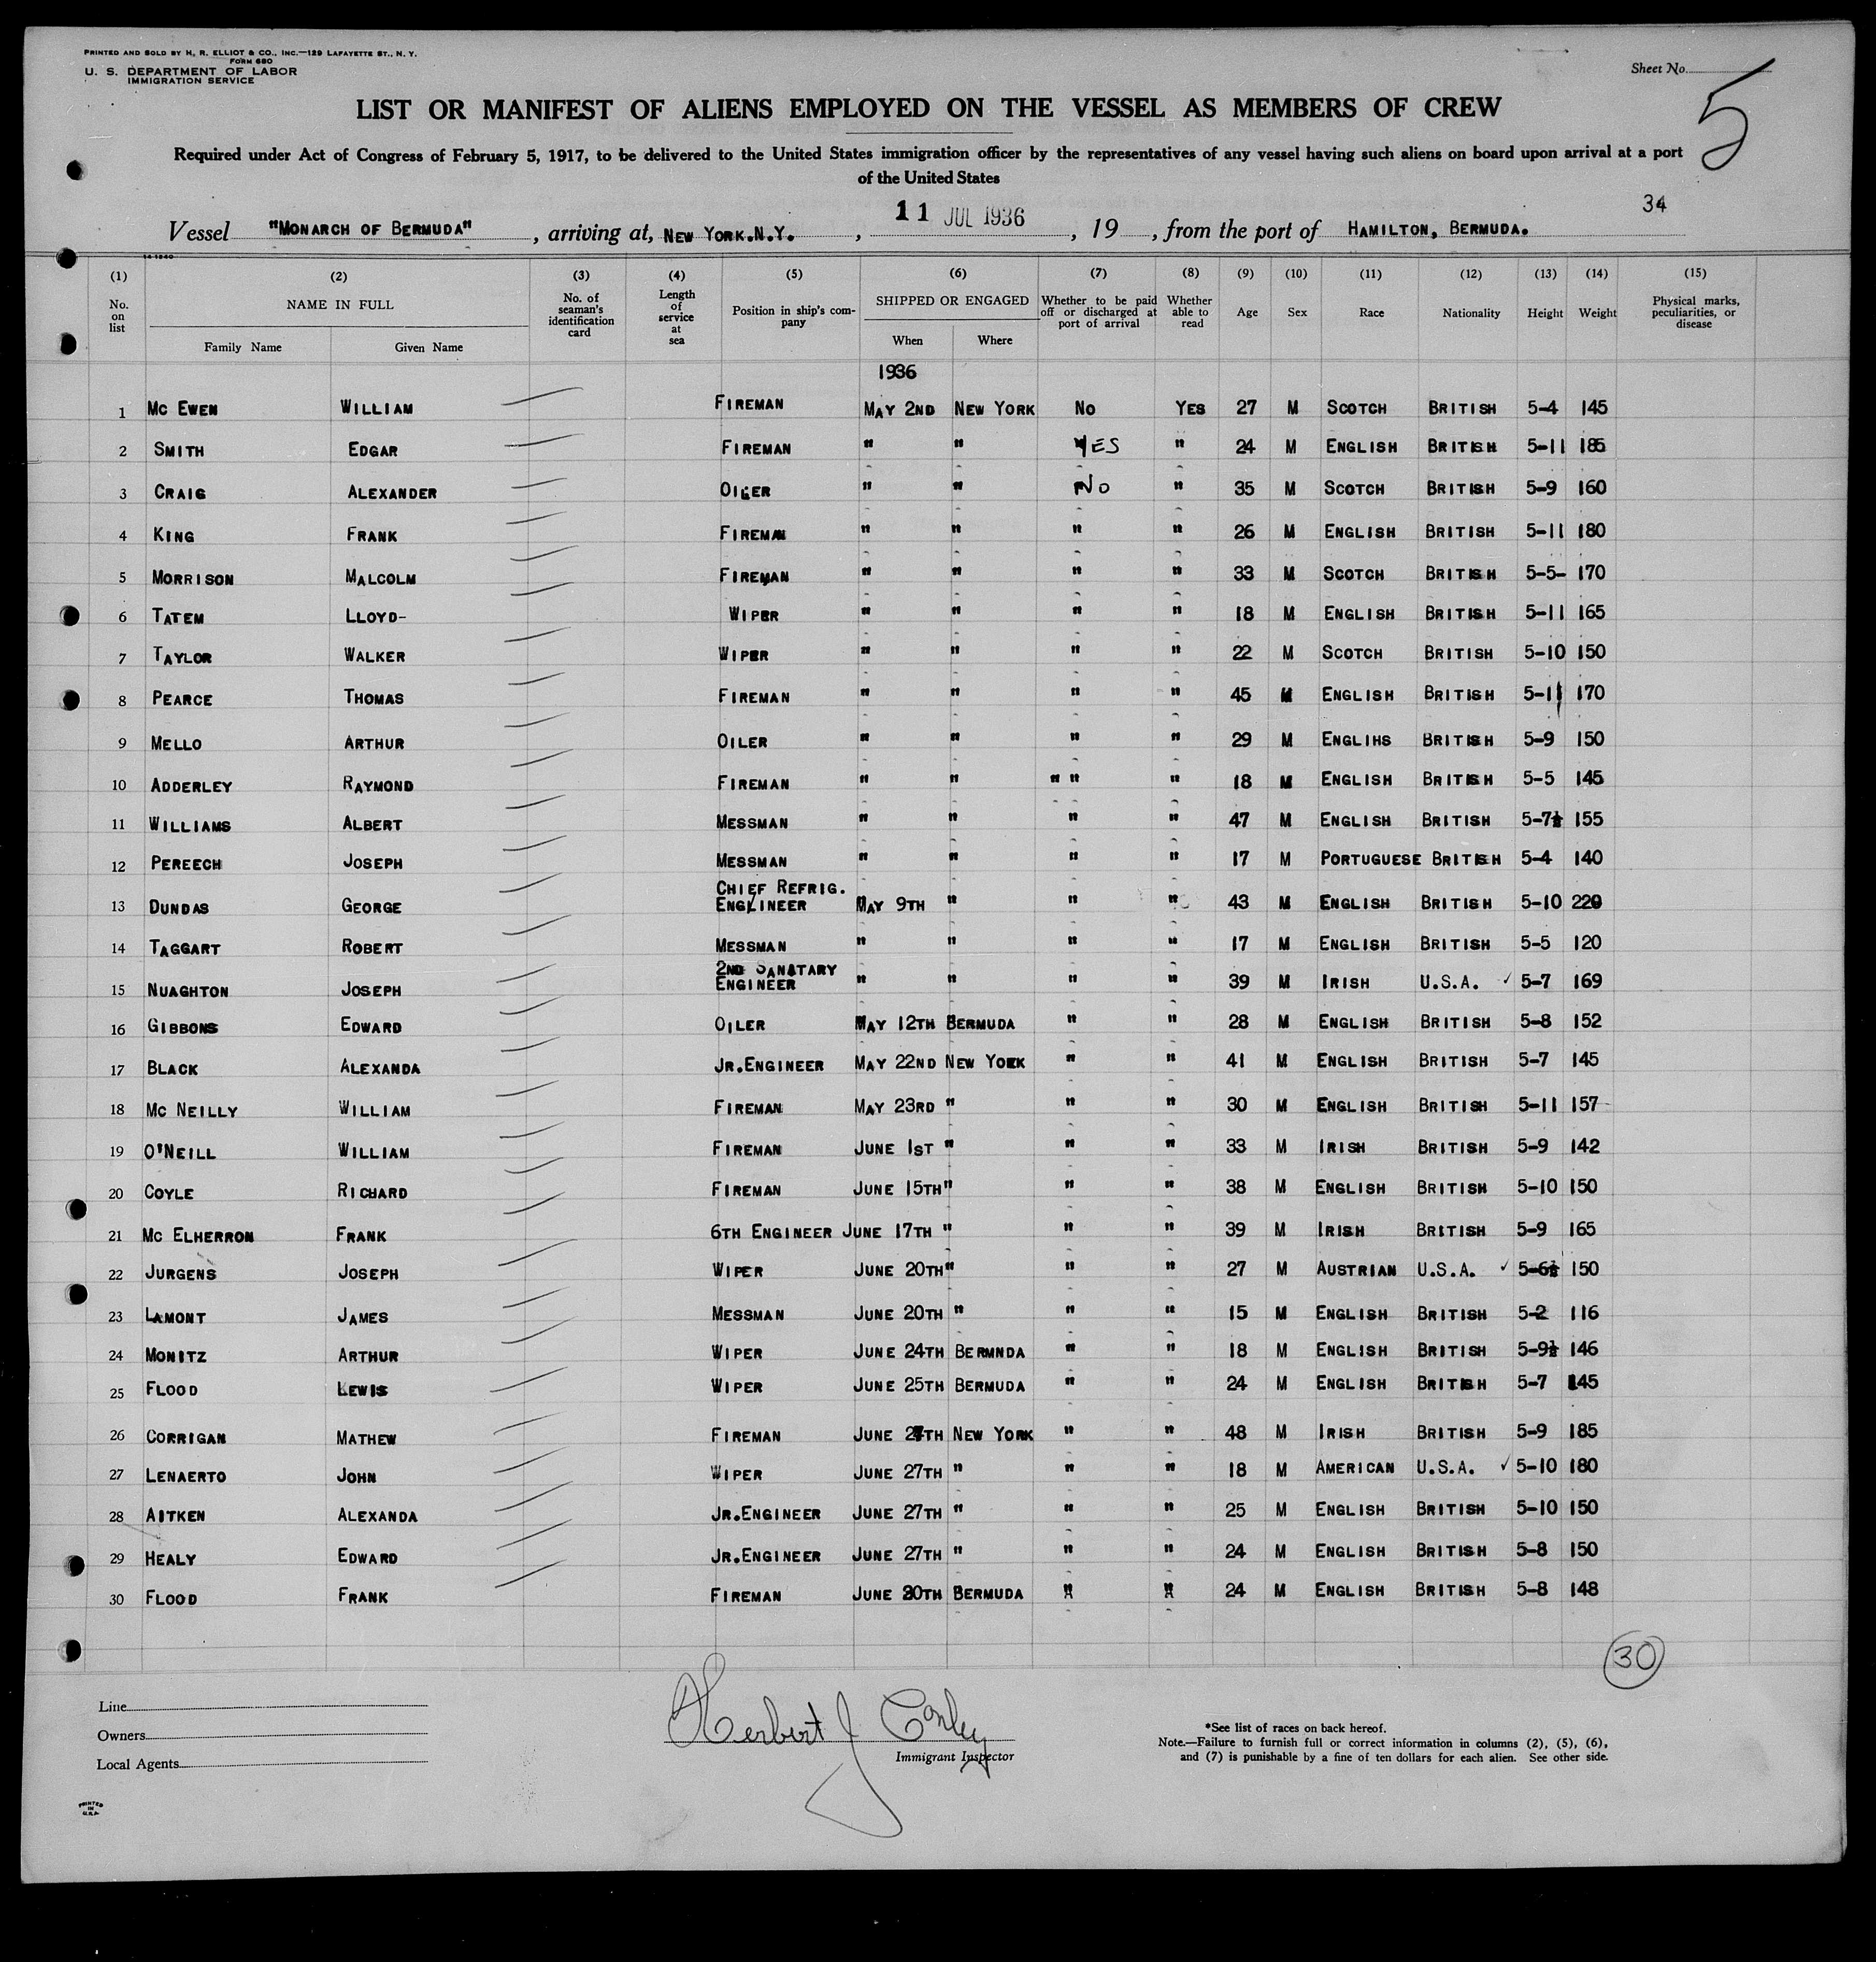 PRINTED AND SOLD BY H. R. ELLIOT & CO., INC.—129 LAFAYETTE ST., N. Y.
FORM 680
U. S. DEPARTMENT OF LABOR
IMMIGRATION SERVICE
Sheet No. 5
LIST OR MANIFEST OF ALIENS EMPLOYED ON THE VESSEL AS MEMBERS OF CREW
Required under Act of Congress of February 5, 1917, to be delivered to the United States immigration officer by the representatives of any vessel having such aliens on board upon arrival at a port
of the United States
34
Vessel "MONARCH OF BERMUDA", arriving at, NEW YORK.N.Y., 11 JUL 1936, 19 , from the port of HAMILTON, BERMUDA.
14-1240
(1) (2) (3) (4) (5) (6) (7) (8) (9) (10) (11) (12) (13) (14) (15)
No. on list NAME IN FULL Family Name Given Name No. of seaman's identification card Length of service at sea Position in ship's company SHIPPED OR ENGAGED When Where Whether to be paid off or discharged at port of arrival Whether able to read Age Sex Race Nationality Height Weight Physical marks, peculiarities, or disease
1936
1 MC EWEN WILLIAM FIREMAN MAY 2ND NEW YORK NO YES 27 M SCOTCH BRITISH 5-4 145
2 SMITH EDGAR FIREMAN " " YES " 24 M ENGLISH BRITISH 5-11 185
3 CRAIG ALEXANDER OILER " " NO " 35 M SCOTCH BRITISH 5-9 160
4 KING FRANK FIREMAN " " " " 26 M ENGLISH BRITISH 5-11 180
5 MORRISON MALCOLM FIREMAN " " " " 33 M SCOTCH BRITISH 5-5- 170
6 TATEM LLOYD- WIPER " " " " 18 M ENGLISH BRITISH 5-11 165
7 TAYLOR WALKER WIPER " " " " 22 M SCOTCH BRITISH 5-10 150
8 PEARCE THOMAS FIREMAN " " " " 45 M ENGLISH BRITISH 5-11 170
9 MELLO ARTHUR OILER " " " " 29 M ENGLIHS BRITISH 5-9 150
10 ADDERLEY RAYMOND FIREMAN " " " " " 18 M ENGLISH BRITISH 5-5 145
11 WILLIAMS ALBERT MESSMAN " " " " 47 M ENGLISH BRITISH 5-7½ 155
12 PEREECH JOSEPH MESSMAN " " " " 17 M PORTUGUESE BRITISH 5-4 140
13 DUNDAS GEORGE CHIEF REFRIG. ENGLINEER MAY 9TH " " " 43 M ENGLISH BRITISH 5-10 220
14 TAGGART ROBERT MESSMAN " " " " 17 M ENGLISH BRITISH 5-5 120
15 NUAGHTON JOSEPH 2ND SANATARY ENGINEER " " " " 39 M IRISH U.S.A. ✓ 5-7 169
16 GIBBONS EDWARD OILER MAY 12TH BERMUDA " " 28 M ENGLISH BRITISH 5-8 152
17 BLACK ALEXANDA JR.ENGINEER MAY 22ND NEW YOEK " " 41 M ENGLISH BRITISH 5-7 145
18 MC NEILLY WILLIAM FIREMAN MAY 23RD " " " 30 M ENGLISH BRITISH 5-11 157
19 O'NEILL WILLIAM FIREMAN JUNE 1ST " " " 33 M IRISH BRITISH 5-9 142
20 COYLE RICHARD FIREMAN JUNE 15TH " " " 38 M ENGLISH BRITISH 5-10 150
21 MC ELHERRON FRANK 6TH ENGINEER JUNE 17TH " " " 39 M IRISH BRITISH 5-9 165
22 JURGENS JOSEPH WIPER JUNE 20TH " " " 27 M AUSTRIAN U.S.A. ✓ 5-6½ 150
23 LAMONT JAMES MESSMAN JUNE 20TH " " " 15 M ENGLISH BRITISH 5-2 116
24 MONITZ ARTHUR WIPER JUNE 24TH BERMNDA " " 18 M ENGLISH BRITISH 5-9½ 146
25 FLOOD LEWIS WIPER JUNE 25TH BERMUDA " " 24 M ENGLISH BRITISH 5-7 145
26 CORRIGAN MATHEW FIREMAN JUNE 27TH NEW YORK " " 48 M IRISH BRITISH 5-9 185
27 LENAERTO JOHN WIPER JUNE 27TH " " " 18 M AMERICAN U.S.A. ✓ 5-10 180
28 AITKEN ALEXANDA JR.ENGINEER JUNE 27TH " " " 25 M ENGLISH BRITISH 5-10 150
29 HEALY EDWARD JR.ENGINEER JUNE 27TH " " " 24 M ENGLISH BRITISH 5-8 150
30 FLOOD FRANK FIREMAN JUNE 30TH BERMUDA " " 24 M ENGLISH BRITISH 5-8 148
30
Line
Owners
Local Agents
Herbert J Conley
Immigrant Inspector
*See list of races on back hereof.
Note.—Failure to furnish full or correct information in columns (2), (5), (6),
and (7) is punishable by a fine of ten dollars for each alien. See other side.
PRINTED IN U.S.A.